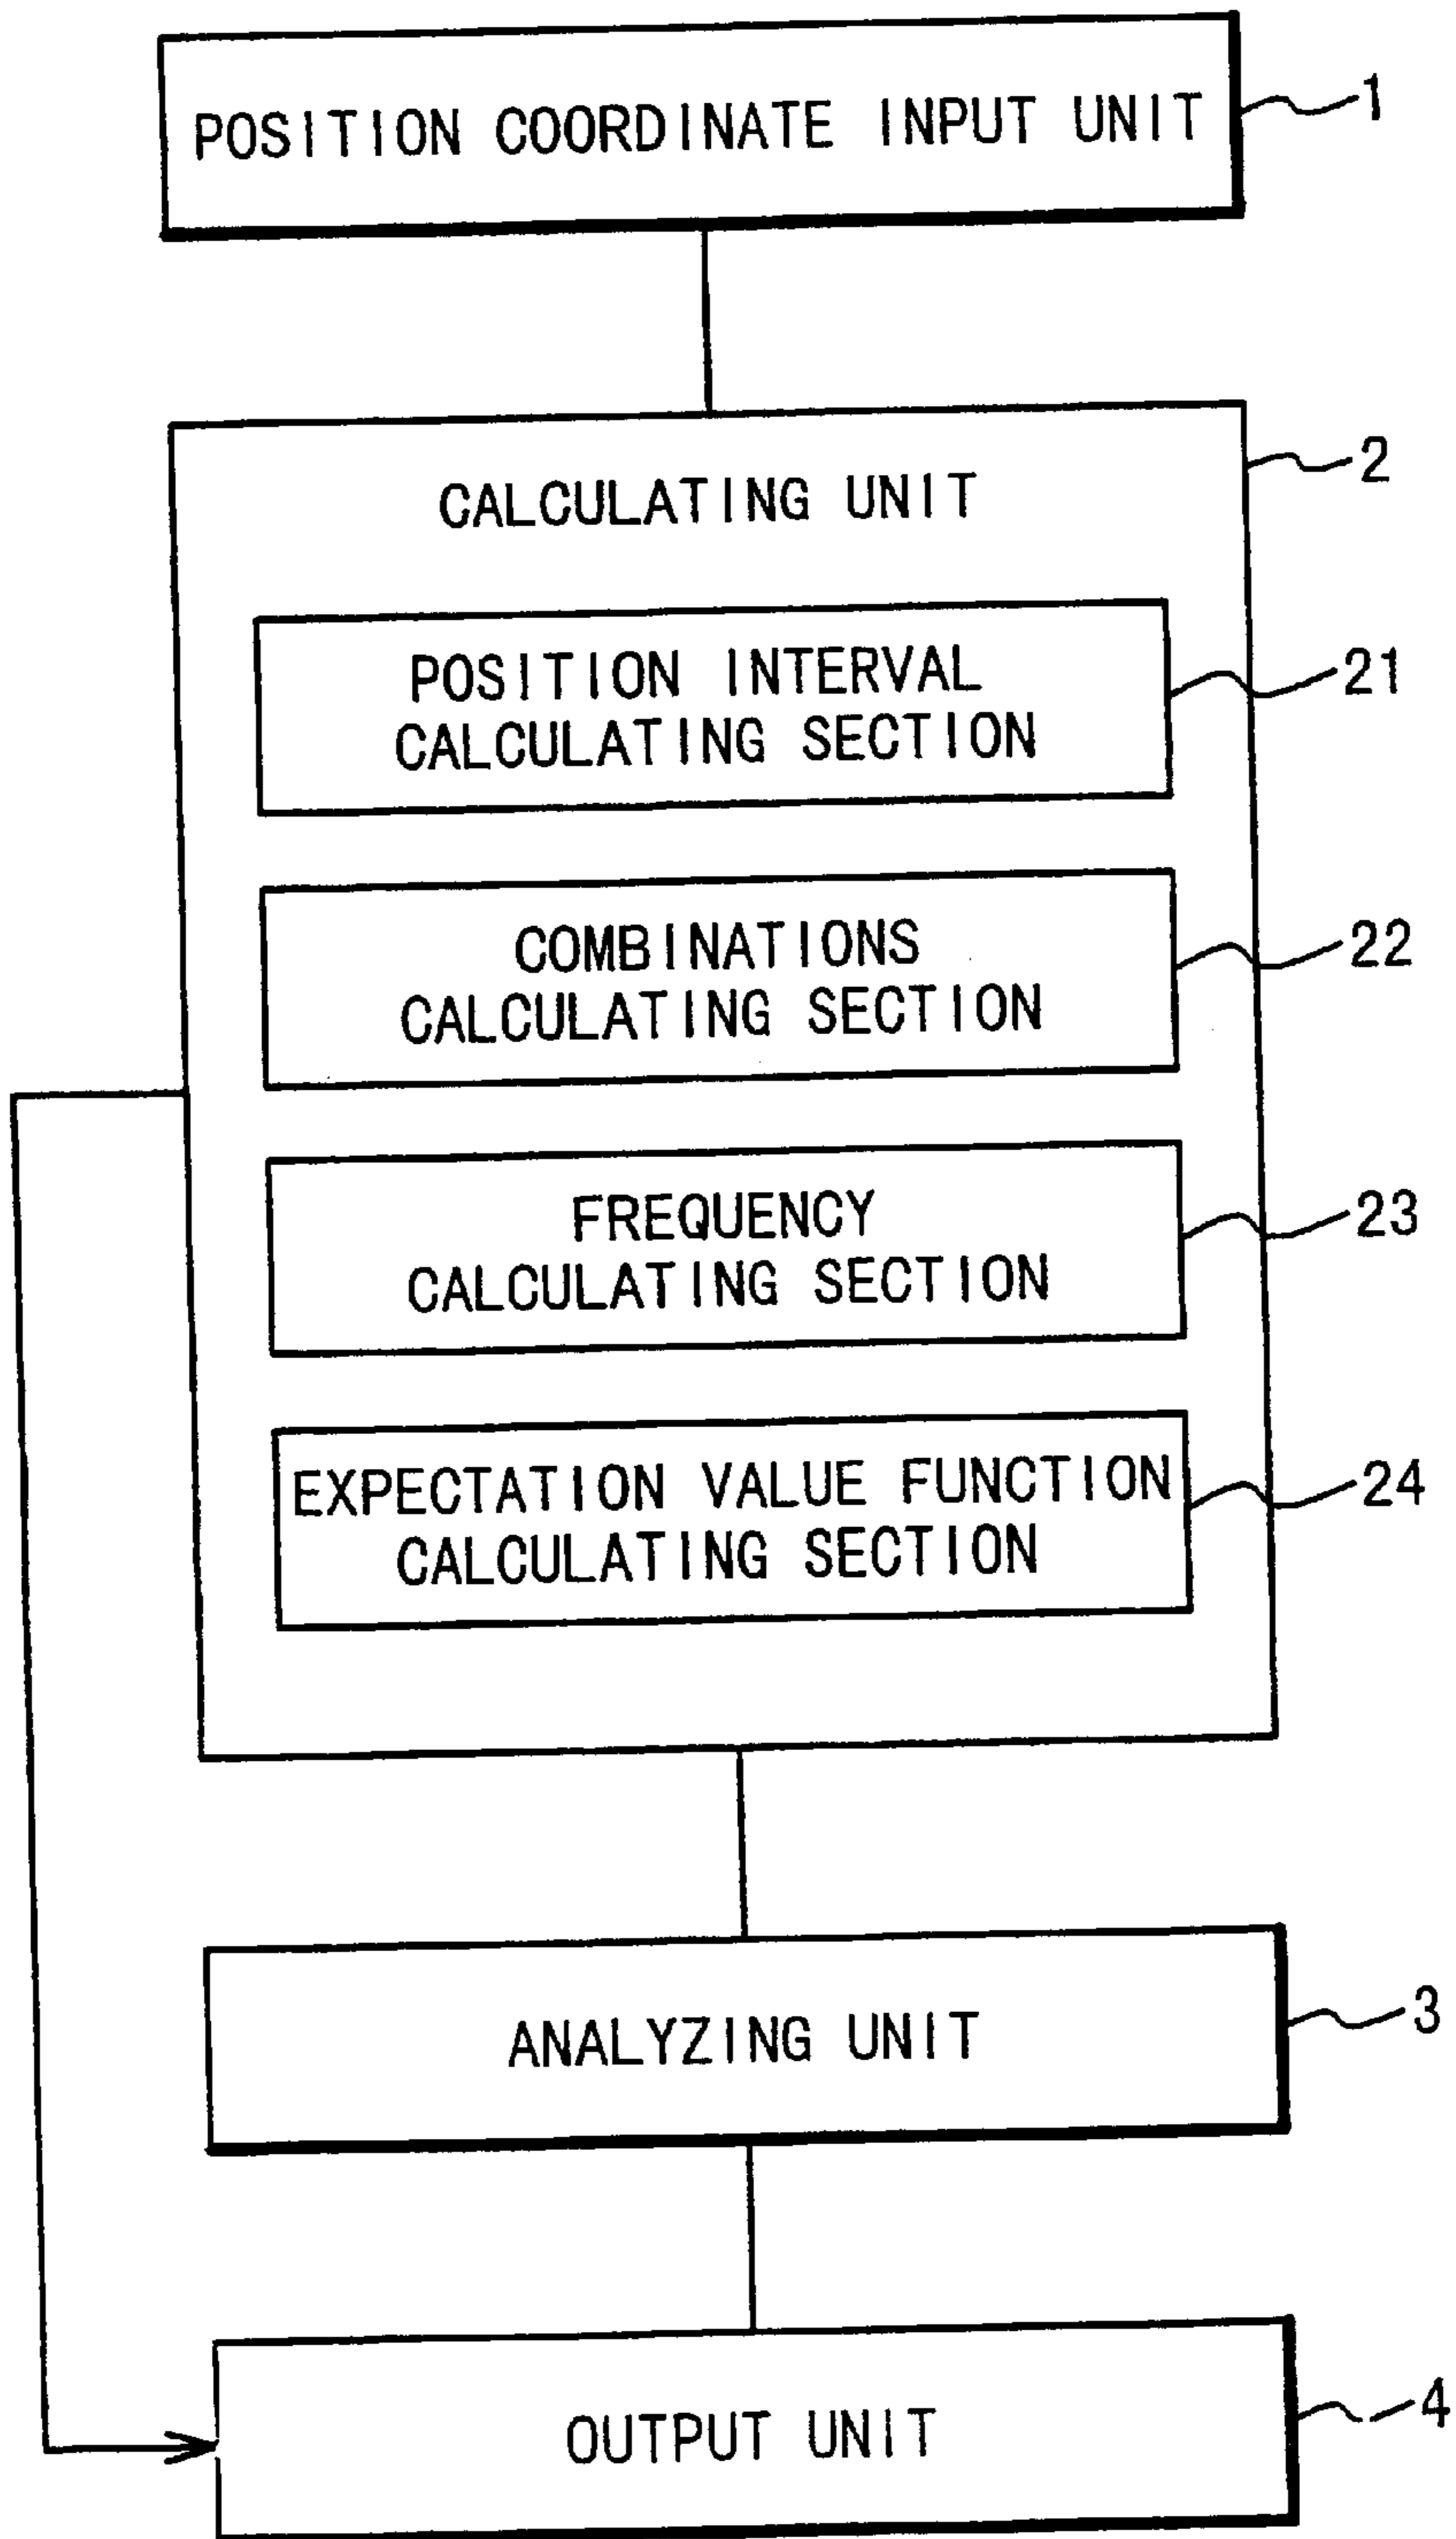 POSITION COORDINATE INPUT UNIT
1
CALCULATING UNIT
2
POSITION INTERVAL
CALCULATING SECTION
21
COMBINATIONS
CALCULATING SECTION
22
FREQUENCY
CALCULATING SECTION
23
EXPECTATION VALUE FUNCTION
CALCULATING SECTION
24
ANALYZING UNIT
3
OUTPUT UNIT
4